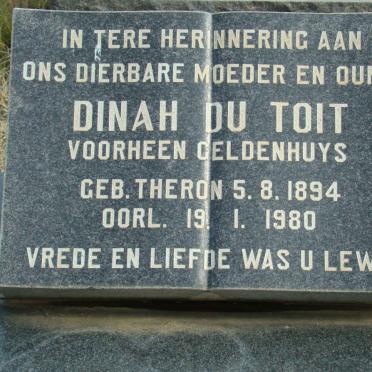 IN TERE HERINNERING AAN
ONS DIERBARE MOEDER EN OUM
DINAH DU TOIT
VOORHEEN GELDENHUYS
GEB. THERON 5. 8. 1894
OORL. 19. 1. 1980
VREDE EN LIEFDE WAS U LEW